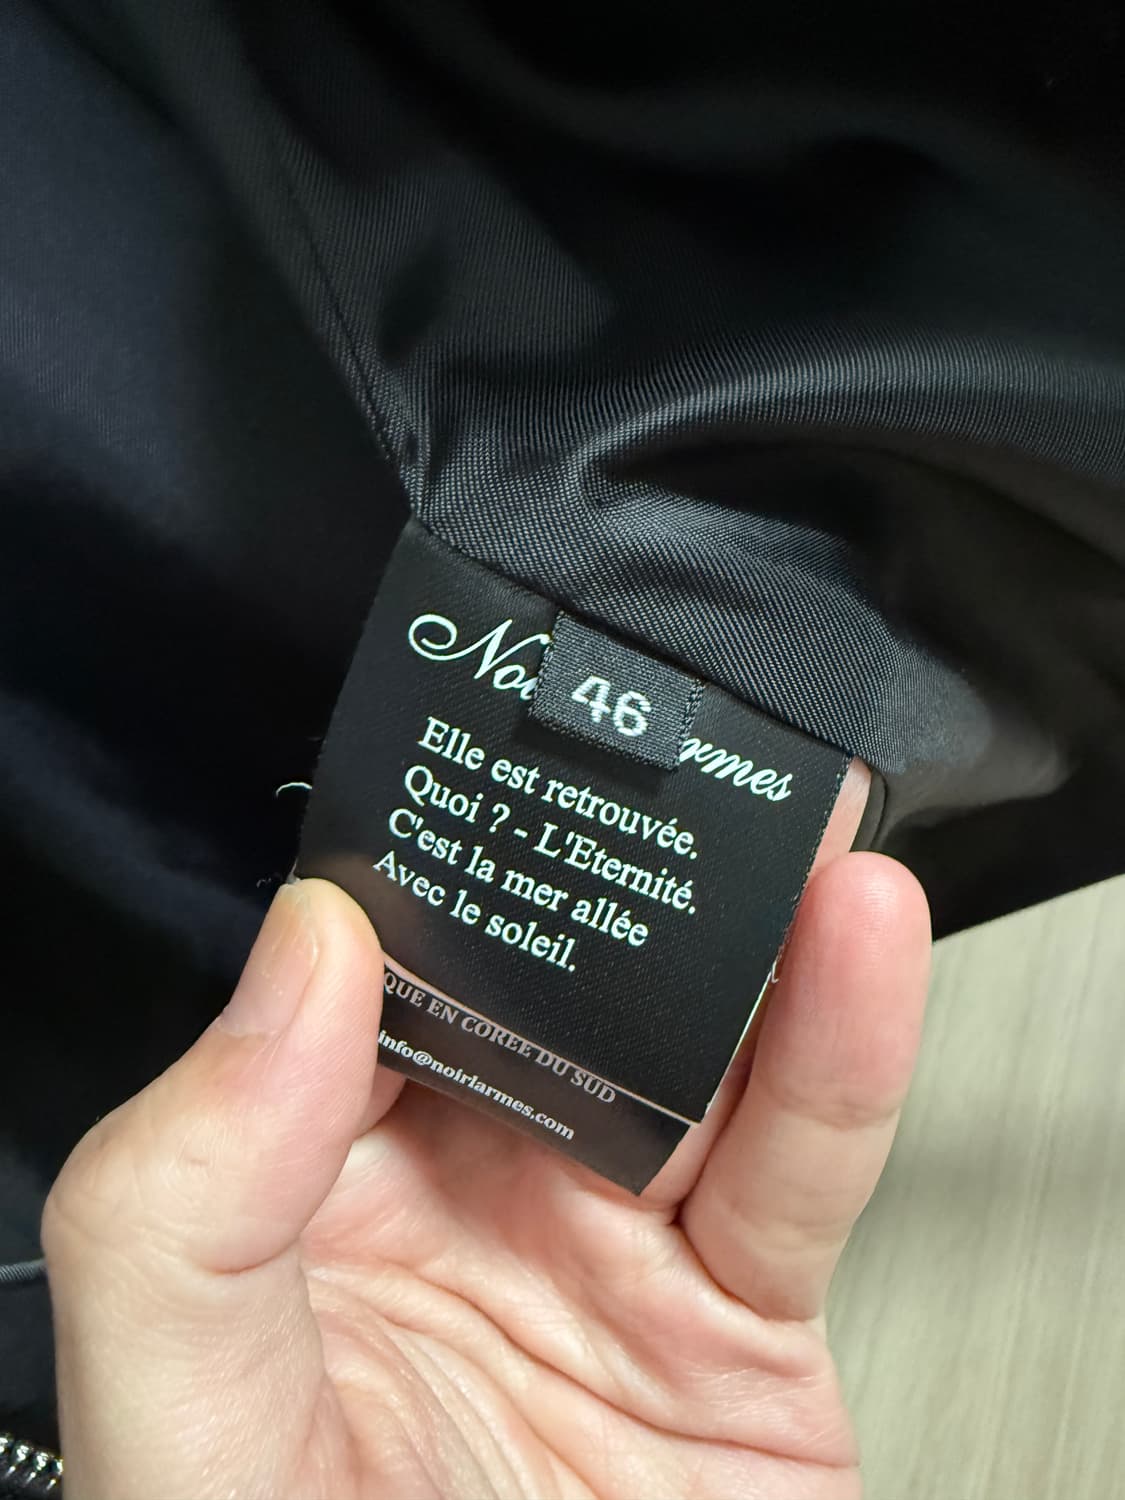 46
Elle est retrouvée.
Quoi ? - L'Eternité.
C'est la mer allée
Avec le soleil.
EN COREE DU SUD
info@noirlarmes.com